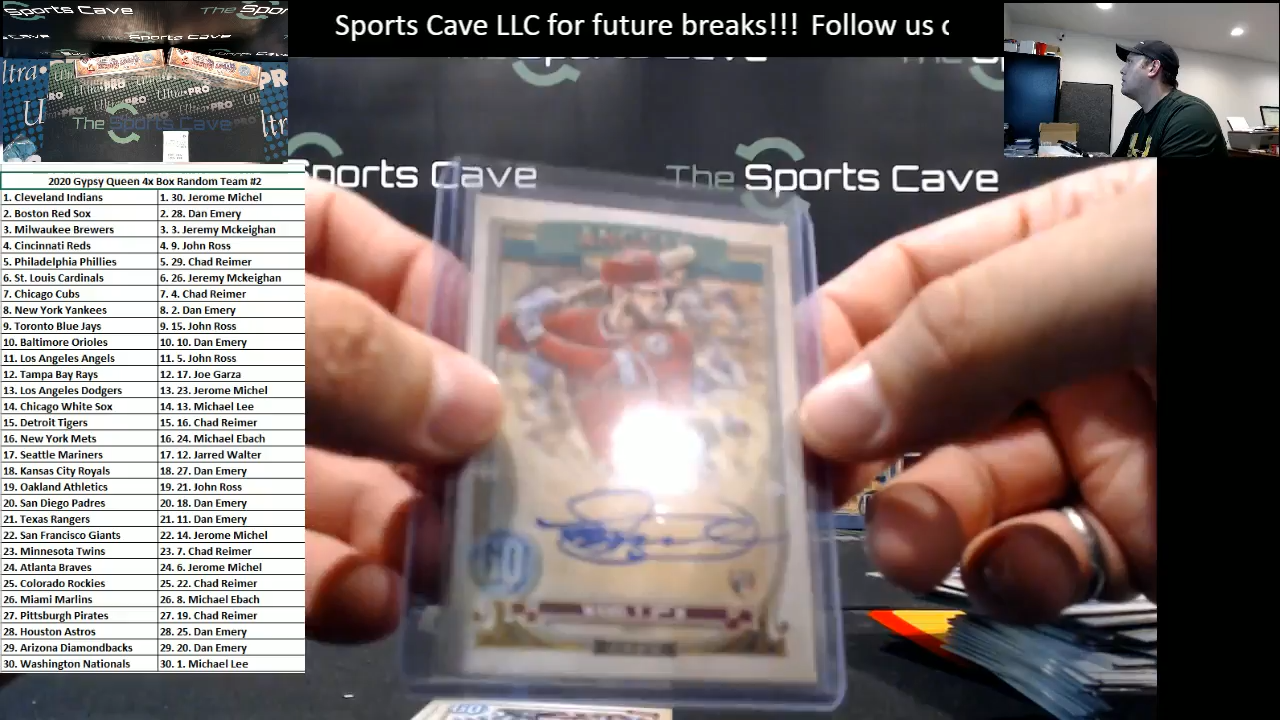 Sports Cave LLC for future breaks!!! Follow us
2020 Gypsy Queen 4x Box Random Team #2
1. Cleveland Indians 1. 30. Jerome Michel
2. Boston Red Sox 2. 28. Dan Emery
3. Milwaukee Brewers 3. 3. Jeremy Mckeighan
4. Cincinnati Reds 4. 9. John Ross
5. Philadelphia Phillies 5. 29. Chad Reimer
6. St. Louis Cardinals 6. 26. Jeremy Mckeighan
7. Chicago Cubs 7. 4. Chad Reimer
8. New York Yankees 8. 2. Dan Emery
9. Toronto Blue Jays 9. 15. John Ross
10. Baltimore Orioles 10. 10. Dan Emery
11. Los Angeles Angels 11. 5. John Ross
12. Tampa Bay Rays 12. 17. Joe Garza
13. Los Angeles Dodgers 13. 23. Jerome Michel
14. Chicago White Sox 14. 13. Michael Lee
15. Detroit Tigers 15. 16. Chad Reimer
16. New York Mets 16. 24. Michael Ebach
17. Seattle Mariners 17. 12. Jarred Walter
18. Kansas City Royals 18. 27. Dan Emery
19. Oakland Athletics 19. 21. John Ross
20. San Diego Padres 20. 18. Dan Emery
21. Texas Rangers 21. 11. Dan Emery
22. San Francisco Giants 22. 14. Jerome Michel
23. Minnesota Twins 23. 7. Chad Reimer
24. Atlanta Braves 24. 6. Jerome Michel
25. Colorado Rockies 25. 22. Chad Reimer
26. Miami Marlins 26. 8. Michael Ebach
27. Pittsburgh Pirates 27. 19. Chad Reimer
28. Houston Astros 28. 25. Dan Emery
29. Arizona Diamondbacks 29. 20. Dan Emery
30. Washington Nationals 30. 1. Michael Lee
The Sports Cave
Sports Cave
The Sports Cave
ANGELS
GQ